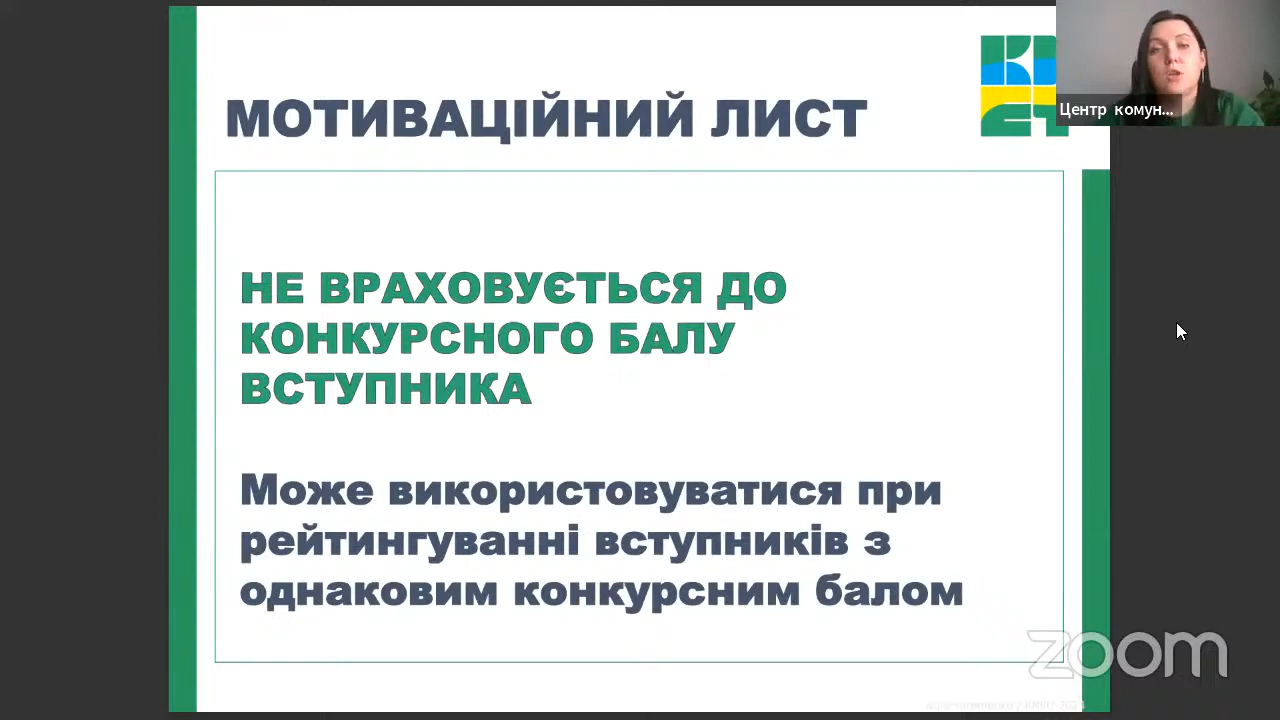 МОТИВАЦІЙНИЙ ЛИСТ
Центр комун...
НЕ ВРАХОВУЄТЬСЯ ДО
КОНКУРСНОГО БАЛУ
ВСТУПНИКА
Може використовуватися при
рейтингуванні вступників з
однаковим конкурсним балом
zoom